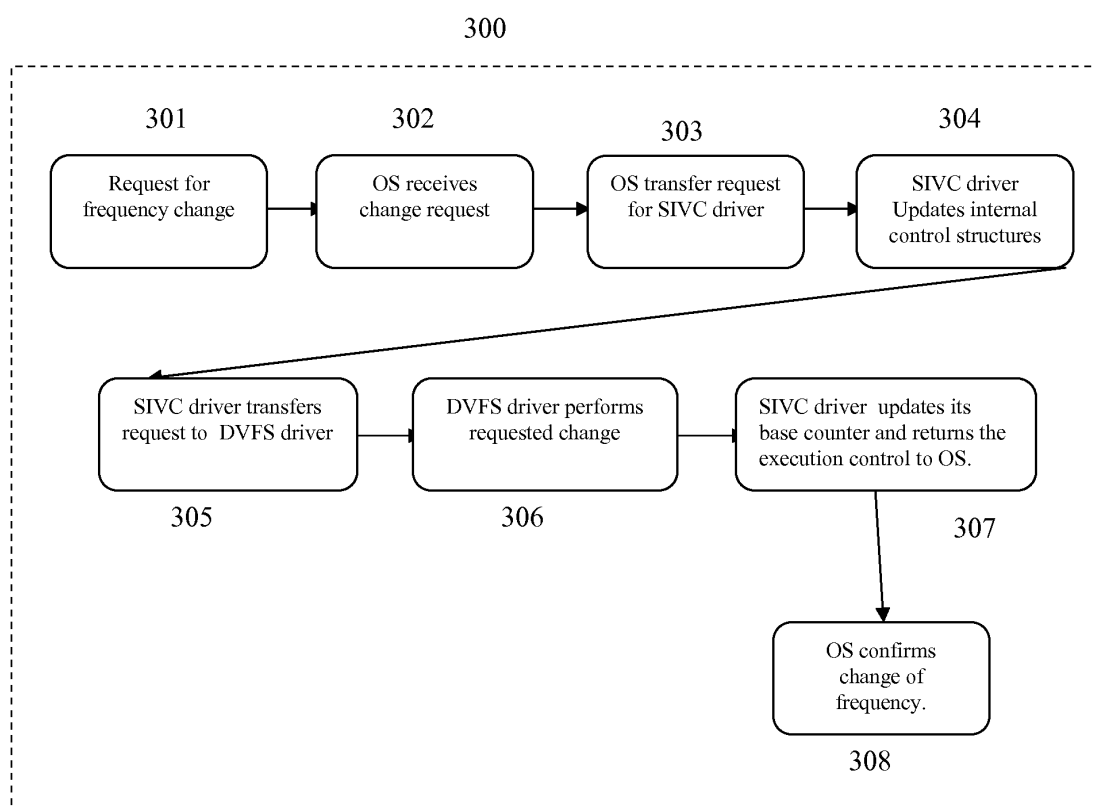 300
301
302
303
304
Request for
frequency change
OS receives
change request
OS transfer request
for SIVC driver
SIVC driver
Updates internal
control structures
SIVC driver transfers
request to DVFS driver
DVFS driver performs
requested change
SIVC driver updates its
base counter and returns the
execution control to OS.
305
306
307
OS confirms
change of
frequency.
308